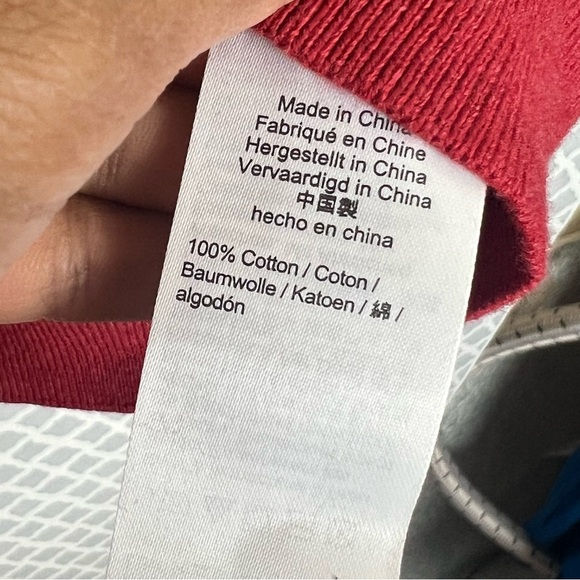 Made in China
Fabriqué en Chine
Hergestellt in China
Vervaardigd in China
中国製
hecho en china
100% Cotton / Coton /
Baumwolle / Katoen / 綿 /
algodón